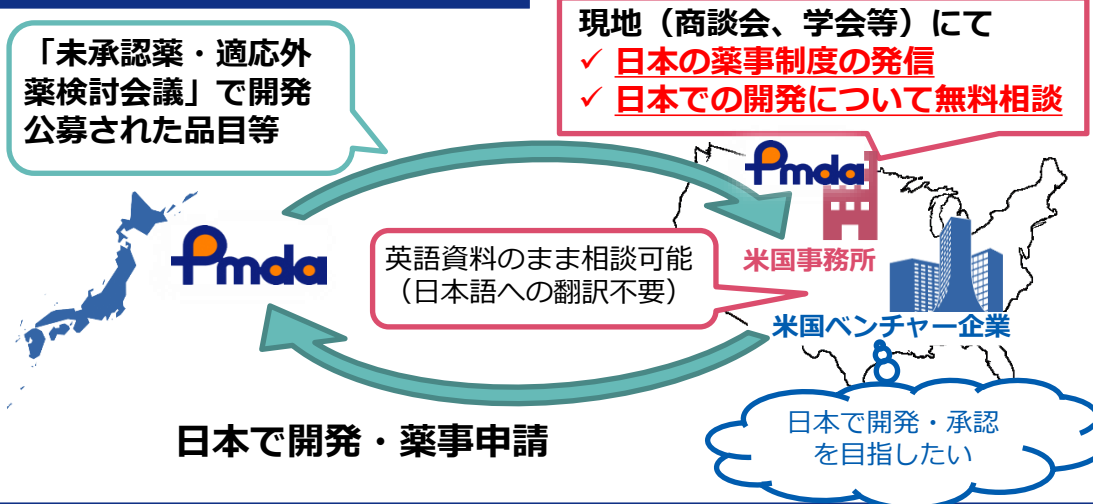 「未承認薬・適応外
薬検討会議」で開発
公募された品目等
現地（商談会、学会等）にて
✓ 日本の薬事制度の発信
✓ 日本での開発について無料相談
Pmda
Pmda
英語資料のまま相談可能
（日本語への翻訳不要）
米国事務所
米国ベンチャー企業
日本で開発・薬事申請
日本で開発・承認
を目指したい